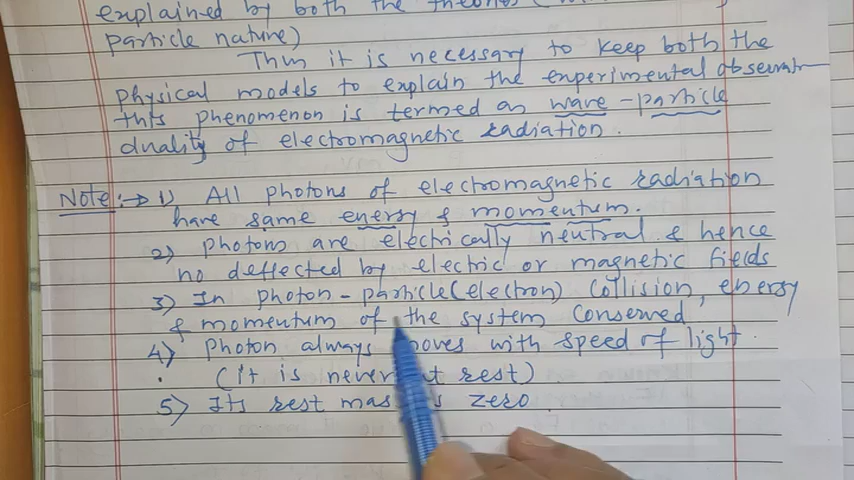 explained by both the
particle nature)
Thus it is necessary to keep both the
physical models to explain the experimental observat
this phenomenon is termed as wave-particle
duality of electromagnetic radiation.
Note:→ 1) All photons of electromagnetic radiation
have same energy & momentum.
2) photons are electrically neutral & hence
no deflected by electric or magnetic fields
3) In photon-particle(electron) collision, energy
& momentum of the system conserved
4) photon always moves with speed of light.
(it is never at rest)
5) Its rest mass is zero.